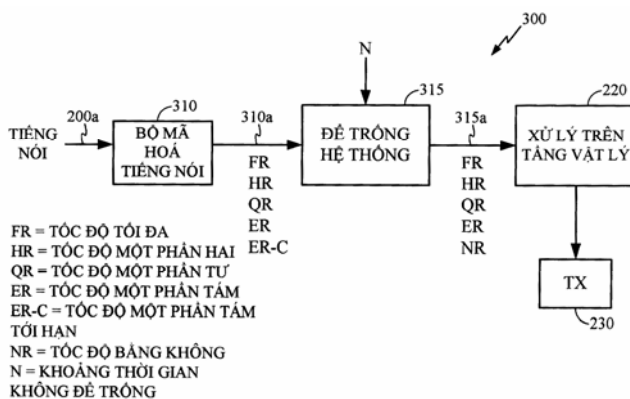 300
N
TIẾNG
NÓI
200a
310
BỘ MÃ
HOÁ
TIẾNG NÓI
310a
FR
HR
QR
ER
ER-C
315
ĐỂ TRỐNG
HỆ THỐNG
315a
FR
HR
QR
ER
NR
220
XỬ LÝ TRÊN
TẦNG VẬT LÝ
TX
230
FR = TỐC ĐỘ TỐI ĐA
HR = TỐC ĐỘ MỘT PHẦN HAI
QR = TỐC ĐỘ MỘT PHẦN TƯ
ER = TỐC ĐỘ MỘT PHẦN TÁM
ER-C = TỐC ĐỘ MỘT PHẦN TÁM
TỚI HẠN
NR = TỐC ĐỘ BẰNG KHÔNG
N = KHOẢNG THỜI GIAN
KHÔNG ĐỂ TRỐNG